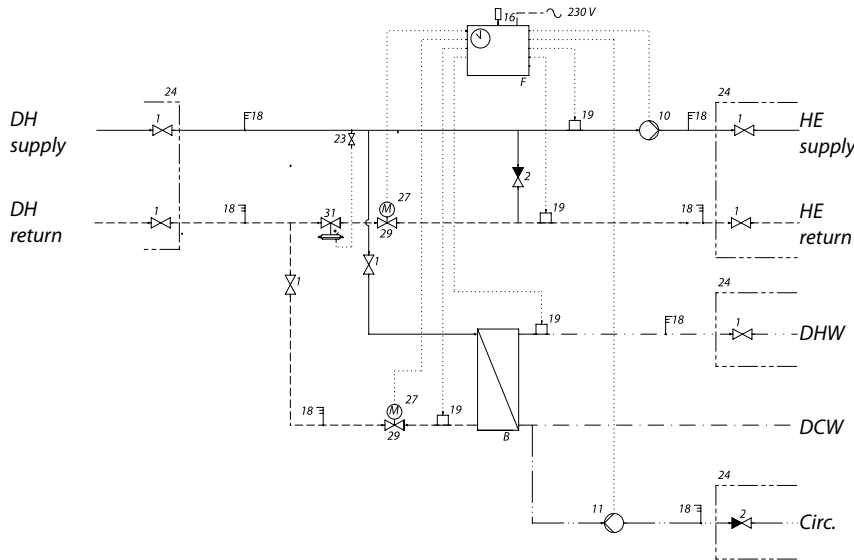 16 230 V
F
24 24
DH supply 1 18 23 19 10 18 1 HE supply
2
27
DH return 1 18 31 M 29 19 18 1 HE return
1 1
24
19 18 1 DHW
27
18 M 29 19
B
DCW
24
11 18 2 Circ.